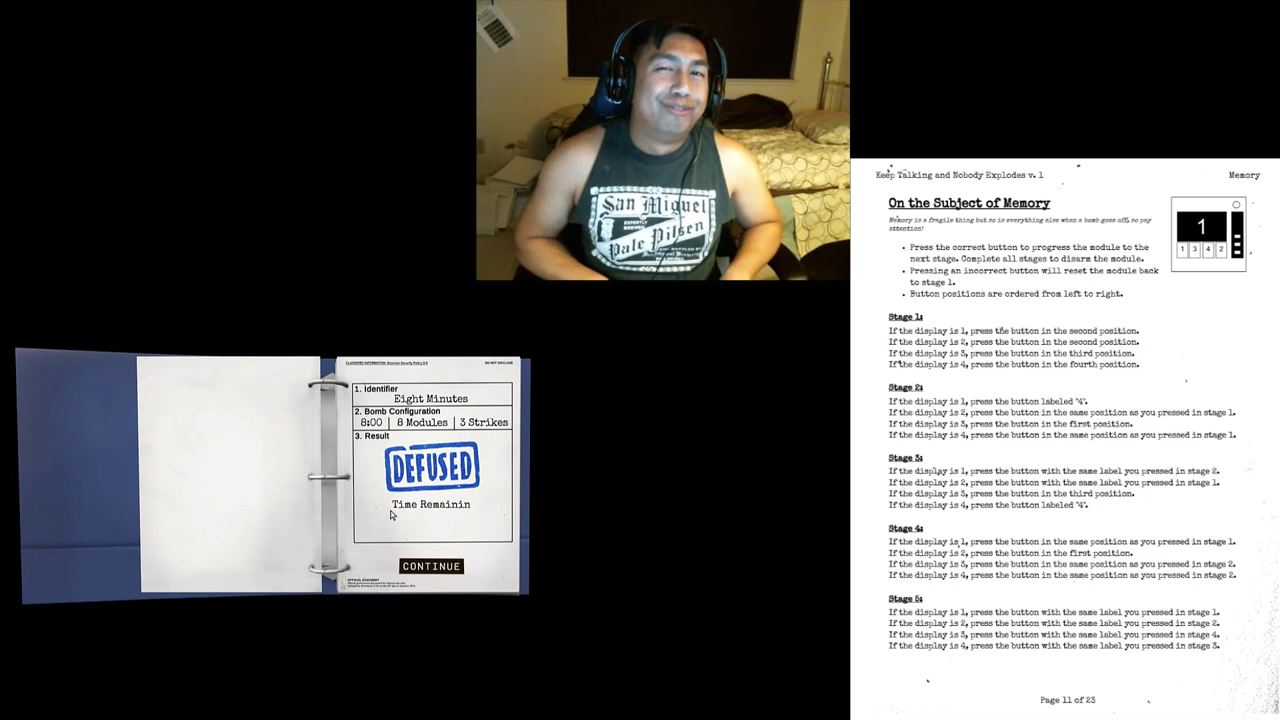 San Miguel
Pale Pilsen
CLASSIFIED INFORMATION:
DO NOT DISCLOSE
1. Identifier
Eight Minutes
2. Bomb Configuration
8:00 | 8 Modules | 3 Strikes
3. Result
DEFUSED
Time Remainin
CONTINUE
OFFICIAL DOCUMENT
Keep Talking and Nobody Explodes v. 1
Memory
On the Subject of Memory
Memory is a fragile thing but so is everything else when a bomb goes off, so pay
attention!
• Press the correct button to progress the module to the
next stage. Complete all stages to disarm the module.
• Pressing an incorrect button will reset the module back
to stage 1.
• Button positions are ordered from left to right.
1
1 3 4 2
Stage 1:
If the display is 1, press the button in the second position.
If the display is 2, press the button in the second position.
If the display is 3, press the button in the third position.
If the display is 4, press the button in the fourth position.
Stage 2:
If the display is 1, press the button labeled "4".
If the display is 2, press the button in the same position as you pressed in stage 1.
If the display is 3, press the button in the first position.
If the display is 4, press the button in the same position as you pressed in stage 1.
Stage 3:
If the display is 1, press the button with the same label you pressed in stage 2.
If the display is 2, press the button with the same label you pressed in stage 1.
If the display is 3, press the button in the third position.
If the display is 4, press the button labeled "4".
Stage 4:
If the display is 1, press the button in the same position as you pressed in stage 1.
If the display is 2, press the button in the first position.
If the display is 3, press the button in the same position as you pressed in stage 2.
If the display is 4, press the button in the same position as you pressed in stage 2.
Stage 5:
If the display is 1, press the button with the same label you pressed in stage 1.
If the display is 2, press the button with the same label you pressed in stage 2.
If the display is 3, press the button with the same label you pressed in stage 4.
If the display is 4, press the button with the same label you pressed in stage 3.
Page 11 of 23